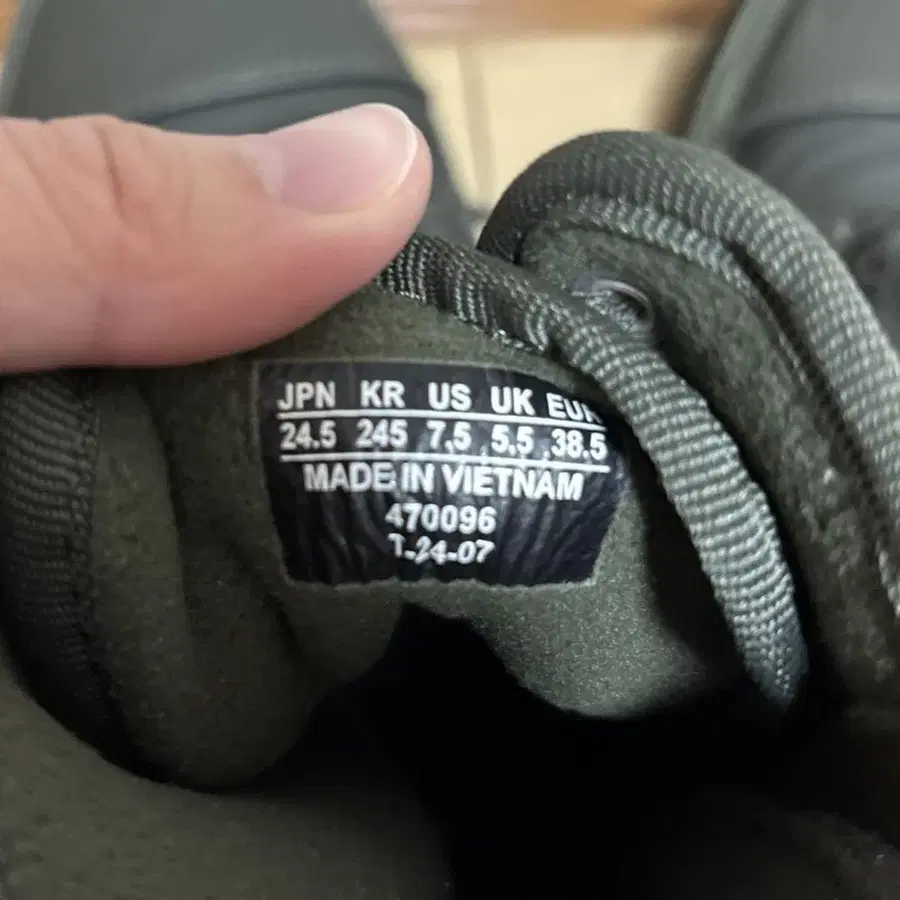 JPN KR US UK EUR
24.5 245 7.5 5.5 38.5
MADE IN VIETNAM
470096
T-24-07